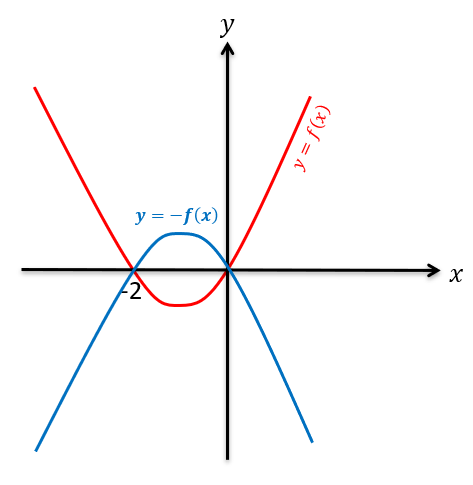 y
y = f(x)
y = −f(x)
x
-2